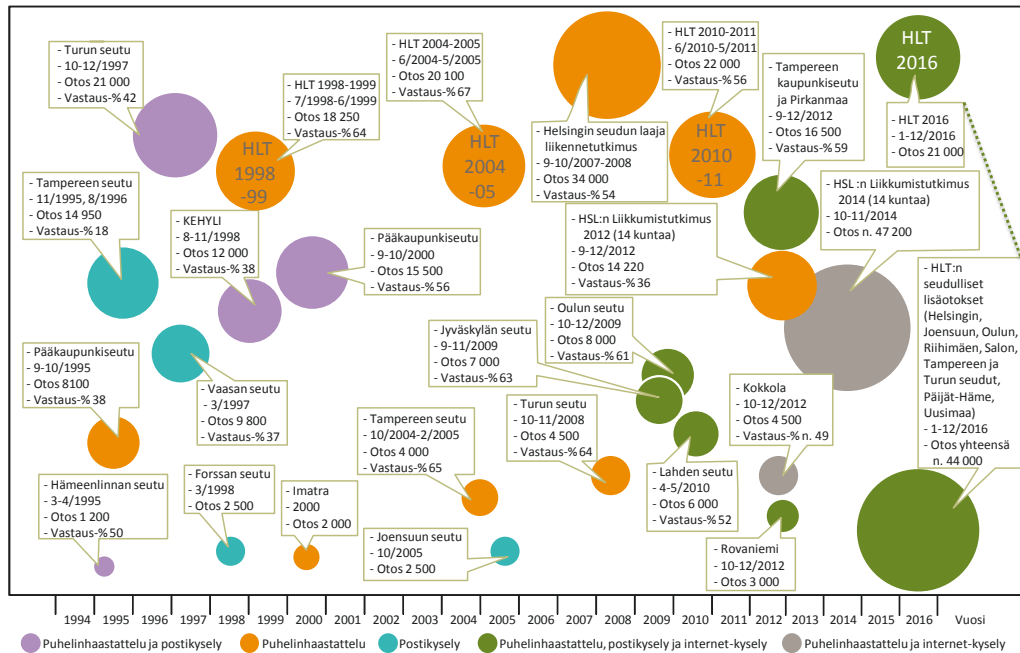 - Turun seutu
- 10-12/1997
- Otos 21 000
- Vastaus-% 42
- HLT 1998-1999
- 7/1998-6/1999
- Otos 18 250
- Vastaus-% 64
HLT
1998
-99
- HLT 2004-2005
- 6/2004-5/2005
- Otos 20 100
- Vastaus-% 67
HLT
2004
-05
- Helsingin seudun laaja
liikennetutkimus
- 9-10/2007-2008
- Otos 34 000
- Vastaus-% 54
- HLT 2010-2011
- 6/2010-5/2011
- Otos 22 000
- Vastaus-% 56
HLT
2010
-11
- Tampereen
kaupunkiseutu
ja Pirkanmaa
- 9-12/2012
- Otos 16 500
- Vastaus-% 59
HLT
2016
- HLT 2016
- 1-12/2016
- Otos 21 000
- Tampereen seutu
- 11/1995, 8/1996
- Otos 14 950
- Vastaus-% 18
- KEHYLI
- 8-11/1998
- Otos 12 000
- Vastaus-% 38
- Pääkaupunkiseutu
- 9-10/2000
- Otos 15 500
- Vastaus-% 56
- HSL:n Liikkumistutkimus
2012 (14 kuntaa)
- 9-12/2012
- Otos 14 220
- Vastaus-% 36
- HSL:n Liikkumistutkimus
2014 (14 kuntaa)
- 10-11/2014
- Otos n. 47 200
- HLT:n
seudulliset
lisäotokset
(Helsingin,
Joensuun, Oulun,
Riihimäen, Salon,
Tampereen ja
Turun seudut,
Päijät-Häme,
Uusimaa)
- 1-12/2016
- Otos yhteensä
n. 44 000
- Pääkaupunkiseutu
- 9-10/1995
- Otos 8100
- Vastaus-% 38
- Vaasan seutu
- 3/1997
- Otos 9 800
- Vastaus-% 37
- Jyväskylän seutu
- 9-11/2009
- Otos 7 000
- Vastaus-% 63
- Oulun seutu
- 10-12/2009
- Otos 8 000
- Vastaus-% 61
- Tampereen seutu
- 10/2004-2/2005
- Otos 4 000
- Vastaus-% 65
- Turun seutu
- 10-11/2008
- Otos 4 500
- Vastaus-% 64
- Kokkola
- 10-12/2012
- Otos 4 500
- Vastaus-% n. 49
- Hämeenlinnan seutu
- 3-4/1995
- Otos 1 200
- Vastaus-% 50
- Forssan seutu
- 3/1998
- Otos 2 500
- Imatra
- 2000
- Otos 2 000
- Joensuun seutu
- 10/2005
- Otos 2 500
- Lahden seutu
- 4-5/2010
- Otos 6 000
- Vastaus-% 52
- Rovaniemi
- 10-12/2012
- Otos 3 000
1994 1995 1996 1997 1998 1999 2000 2001 2002 2003 2004 2005 2006 2007 2008 2009 2010 2011 2012 2013 2014 2015 2016 Vuosi
Puhelinhaastattelu ja postikysely Puhelinhaastattelu Postikysely Puhelinhaastattelu, postikysely ja internet-kysely Puhelinhaastattelu ja internet-kysely